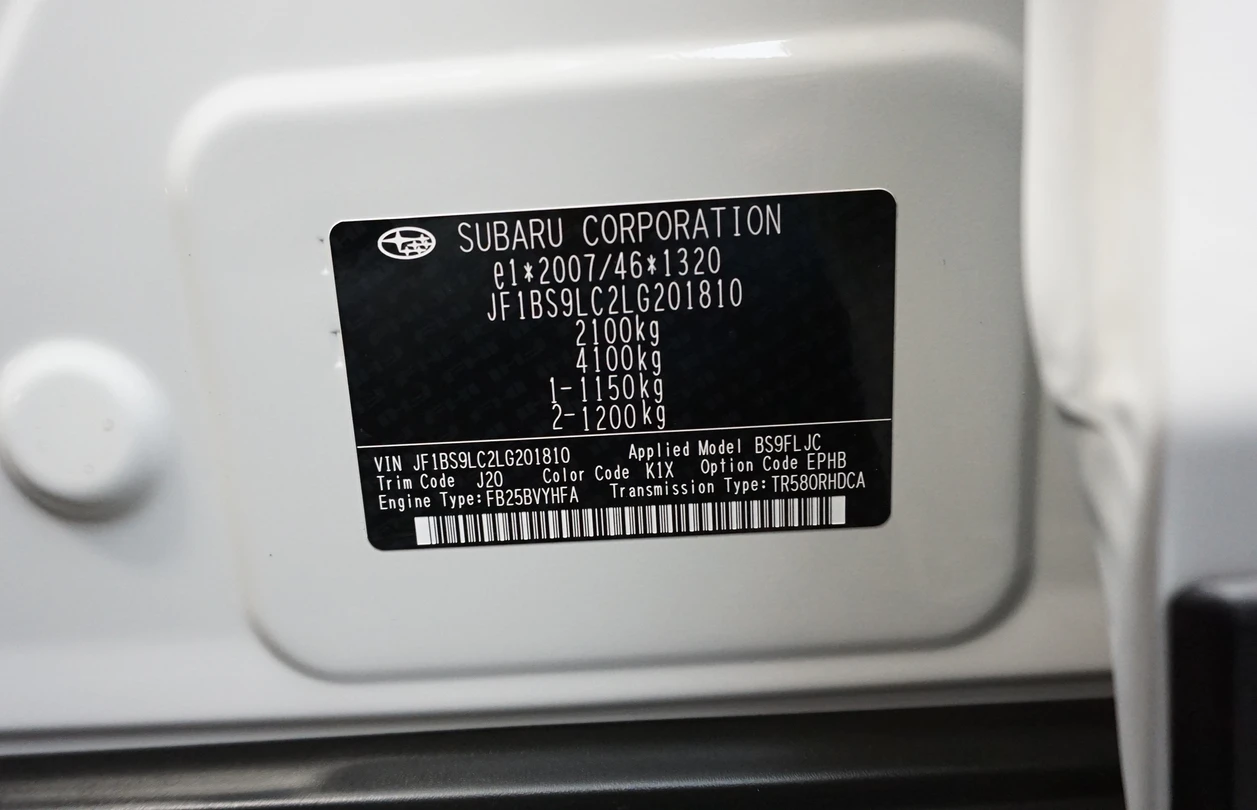 SUBARU CORPORATION
e1*2007/46*1320
JF1BS9LC2LG201810
2100kg
4100kg
1-1150kg
2-1200kg
VIN JF1BS9LC2LG201810 Applied Model BS9FLJC
Trim Code J20 Color Code K1X Option Code EPHB
Engine Type:FB25BVYHFA Transmission Type:TR580RHDCA